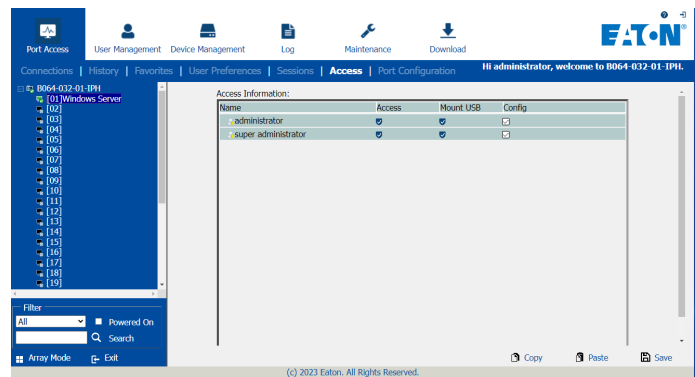 EATON
Port Access
User Management
Device Management
Log
Maintenance
Download
Connections | History | Favorites | User Preferences | Sessions | Access | Port Configuration
Hi administrator, welcome to B064-032-01-IPH.
B064-032-01-IPH
[01]Windows Server
[02]
[03]
[04]
[05]
[06]
[07]
[08]
[09]
[10]
[11]
[12]
[13]
[14]
[15]
[16]
[17]
[18]
[19]
Filter
All
Powered On
Search
Array Mode
Exit
Access Information:
Name Access Mount USB Config
administrator
super administrator
Copy
Paste
Save
(c) 2023 Eaton. All Rights Reserved.